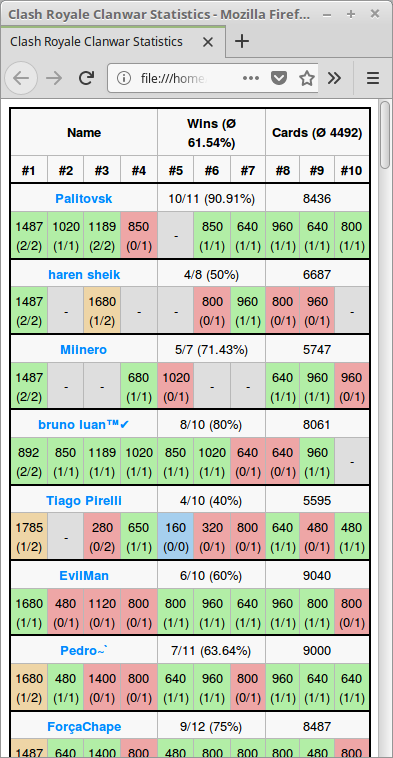 Clash Royale Clanwar Statistics - Mozilla Firef...
Clash Royale Clanwar Statistics
file:///home
Name Wins (Ø 61.54%) Cards (Ø 4492)
#1 #2 #3 #4 #5 #6 #7 #8 #9 #10
Palitovsk 10/11 (90.91%) 8436
1487 1020 1189 850 - 850 640 960 640 800
(2/2) (1/1) (2/2) (0/1) (1/1) (1/1) (1/1) (1/1) (1/1)
haren shelk 4/8 (50%) 6687
1487 - 1680 - - 800 960 800 960 -
(2/2) (1/2) (0/1) (1/1) (0/1) (0/1)
Miinero 5/7 (71.43%) 5747
1487 - - 680 1020 - - 640 960 960
(2/2) (1/1) (0/1) (1/1) (1/1) (0/1)
bruno luan™✔ 8/10 (80%) 8061
892 850 1189 1020 850 1020 640 640 960 -
(2/2) (1/1) (1/1) (1/1) (1/1) (1/1) (0/1) (0/1) (1/1)
Tiago Pirelli 4/10 (40%) 5595
1785 - 280 650 160 320 800 640 480 480
(1/2) (0/2) (1/1) (0/0) (0/1) (0/1) (1/1) (0/1) (1/1)
EvilMan 6/10 (60%) 9040
1680 480 1120 800 800 960 640 960 800 800
(1/1) (0/1) (0/1) (0/1) (1/1) (1/1) (1/1) (1/1) (1/1) (0/1)
Pedro~` 7/11 (63.64%) 9000
1680 480 1400 800 960 960 800 960 640 640
(1/2) (1/1) (0/1) (0/1) (1/1) (1/1) (0/1) (1/1) (1/1) (1/1)
ForçaChape 9/12 (75%) 8487
1487 640 1400 800 480 800 800 800 480 800